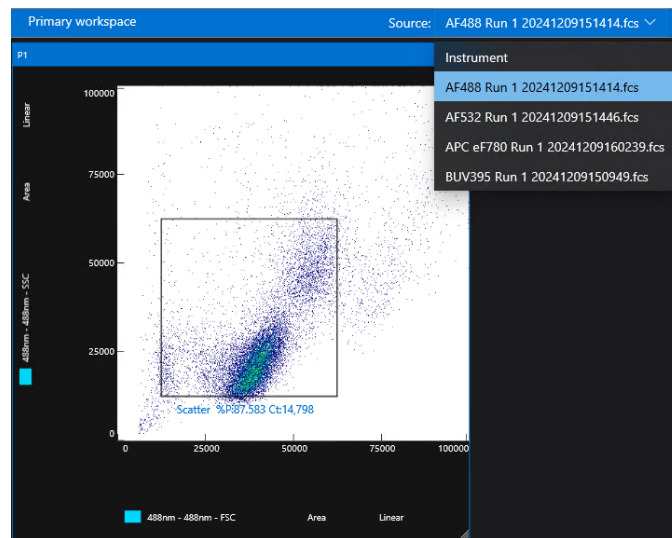 Primary workspace
Source: AF488 Run 1 20241209151414.fcs
P1
Instrument
AF488 Run 1 20241209151414.fcs
AF532 Run 1 20241209151446.fcs
APC eF780 Run 1 20241209160239.fcs
BUV395 Run 1 20241209150949.fcs
Linear
Area
488nm - 488nm - SSC
100000
75000
50000
25000
0
Scatter %P:87.583 Ct:14,798
0 25000 50000 75000 100000
488nm - 488nm - FSC Area Linear